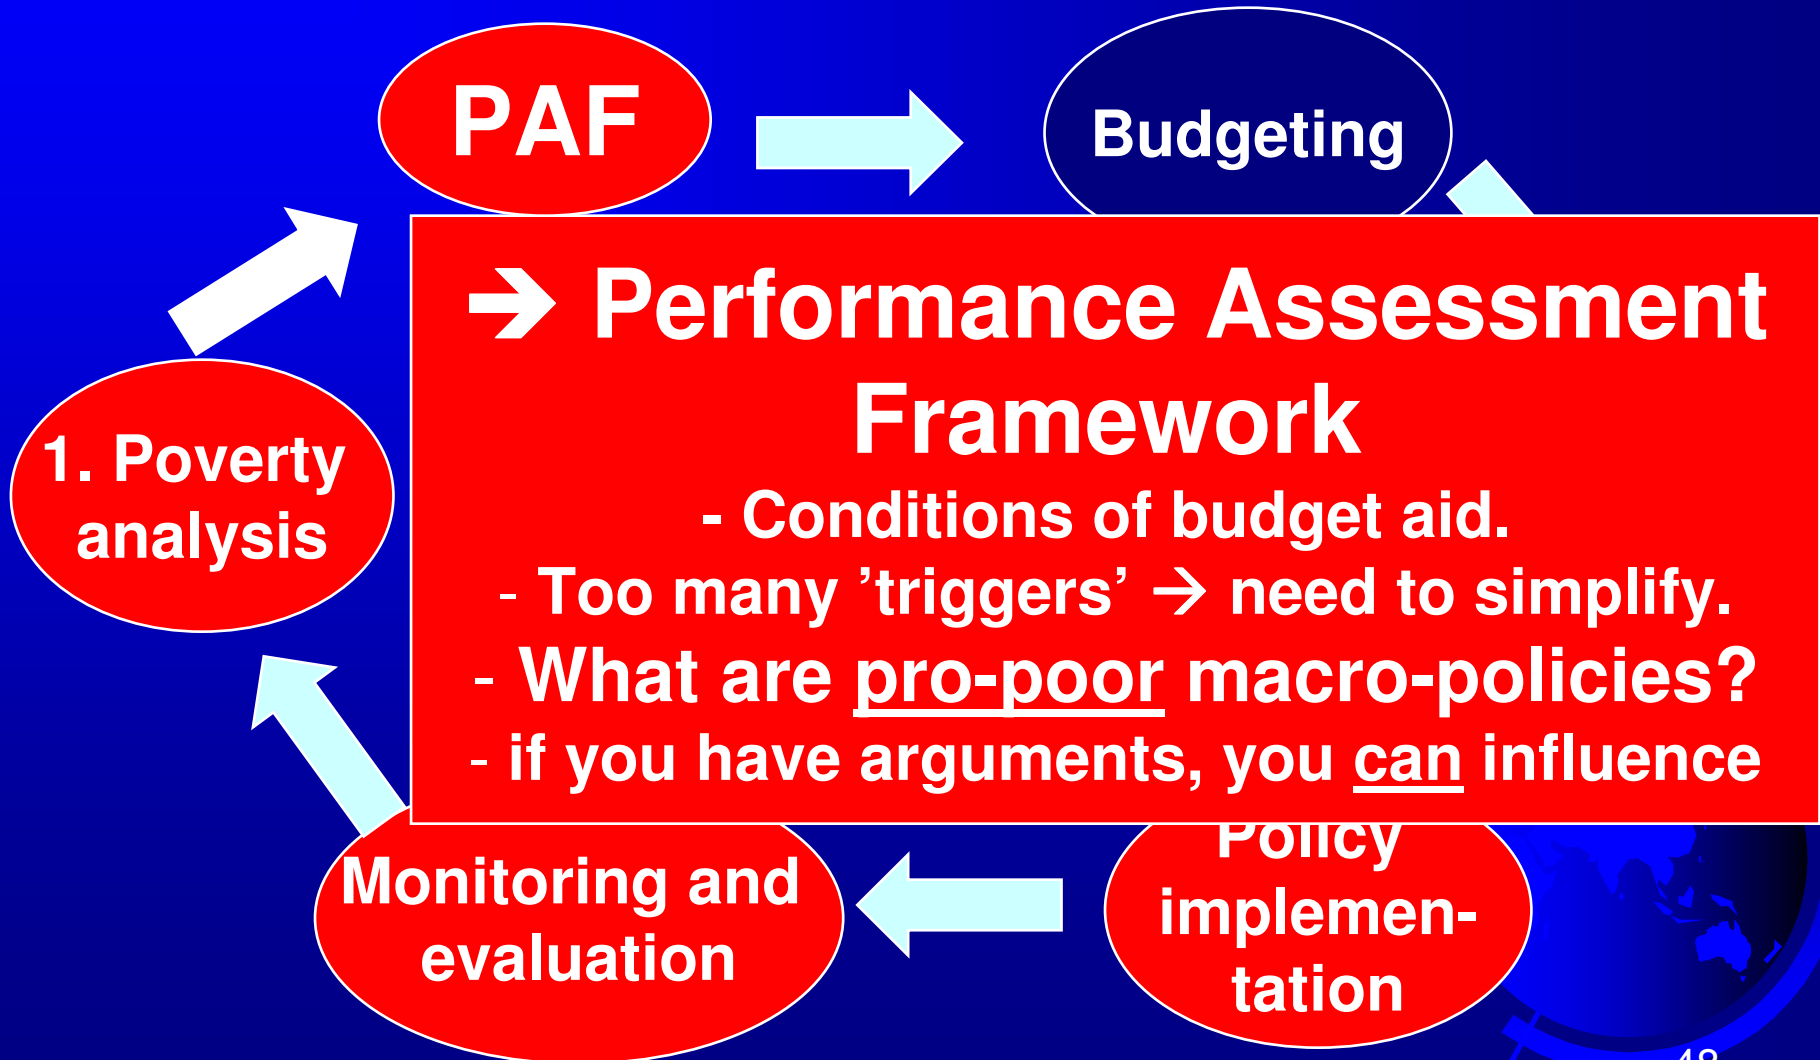 PAF
Budgeting
➔ Performance Assessment
Framework
- Conditions of budget aid.
- Too many ’triggers’ → need to simplify.
- What are pro-poor macro-policies?
- if you have arguments, you can influence
1. Poverty
analysis
Monitoring and
evaluation
Policy
implemen-
tation
48